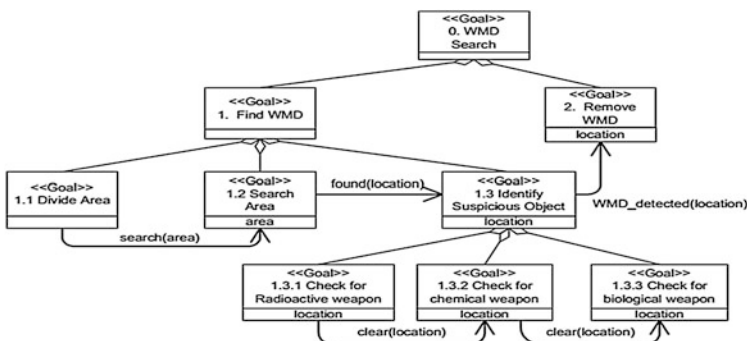 <<Goal>>
0. WMD
Search
<<Goal>>
1. Find WMD
<<Goal>>
2. Remove
WMD
location
<<Goal>>
1.1 Divide Area
<<Goal>>
1.2 Search
Area
area
found(location)
<<Goal>>
1.3 Identify
Suspicious Object
location
WMD_detected(location)
search(area)
<<Goal>>
1.3.1 Check for
Radioactive weapon
location
<<Goal>>
1.3.2 Check for
chemical weapon
location
<<Goal>>
1.3.3 Check for
biological weapon
location
clear(location)
clear(location)